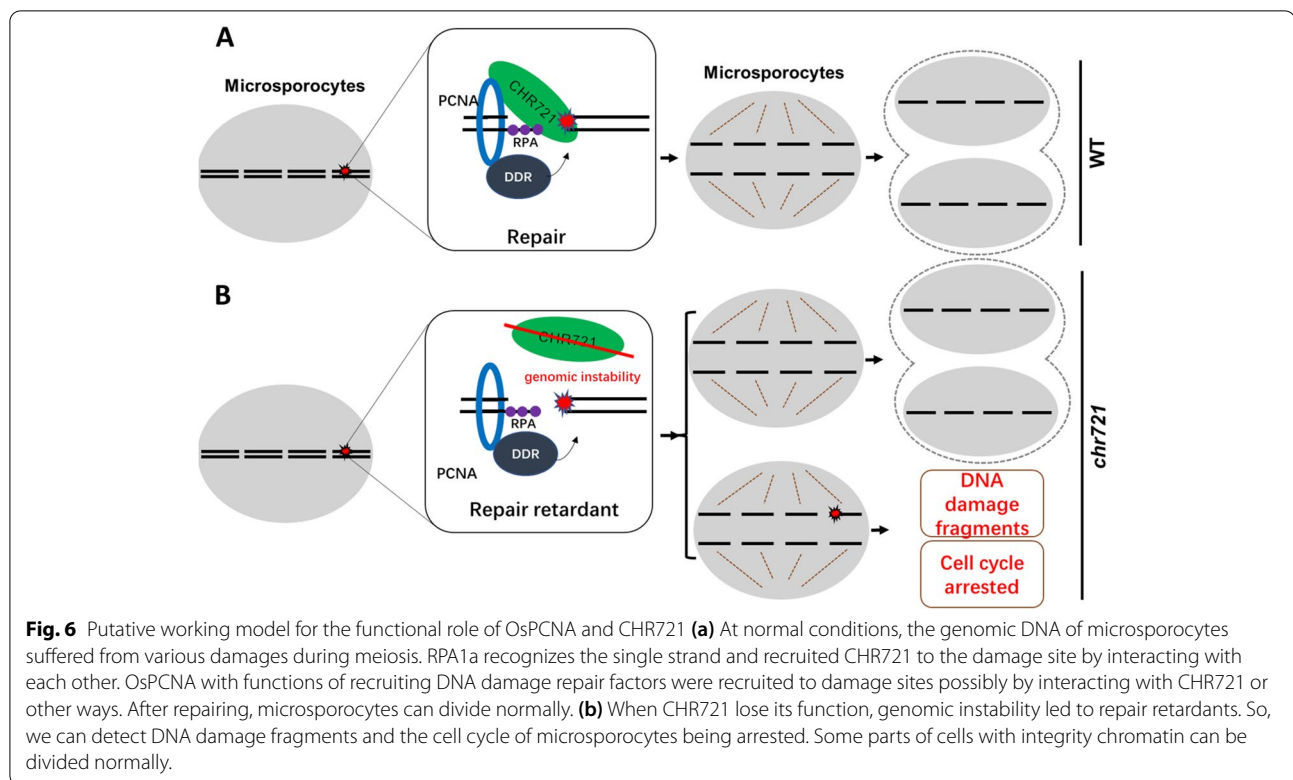 A
Microsporocytes
PCNA
CHR721
RPA
DDR
Repair
Microsporocytes
WT
B
CHR721
genomic instability
RPA
DDR
PCNA
Repair retardant
DNA
damage
fragments
Cell cycle
arrested
chr721
Fig. 6 Putative working model for the functional role of OsPCNA and CHR721 (a) At normal conditions, the genomic DNA of microsporocytes
suffered from various damages during meiosis. RPA1a recognizes the single strand and recruited CHR721 to the damage site by interacting with
each other. OsPCNA with functions of recruiting DNA damage repair factors were recruited to damage sites possibly by interacting with CHR721 or
other ways. After repairing, microsporocytes can divide normally. (b) When CHR721 lose its function, genomic instability led to repair retardants. So,
we can detect DNA damage fragments and the cell cycle of microsporocytes being arrested. Some parts of cells with integrity chromatin can be
divided normally.